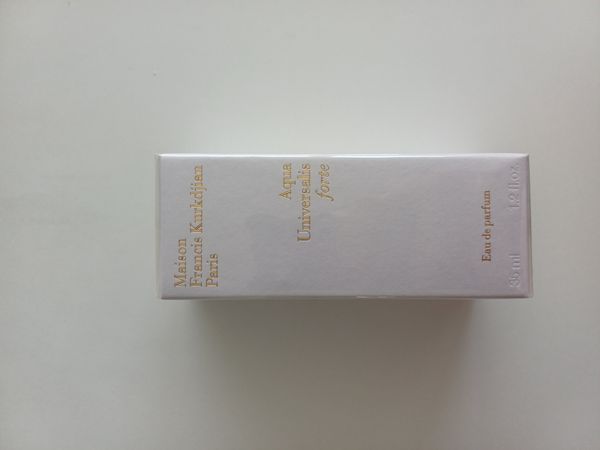 Maison
Francis Kurkdjian
Paris
Aqua
Universalis
forte
Eau de parfum
35 ml 1.2 fl.oz.